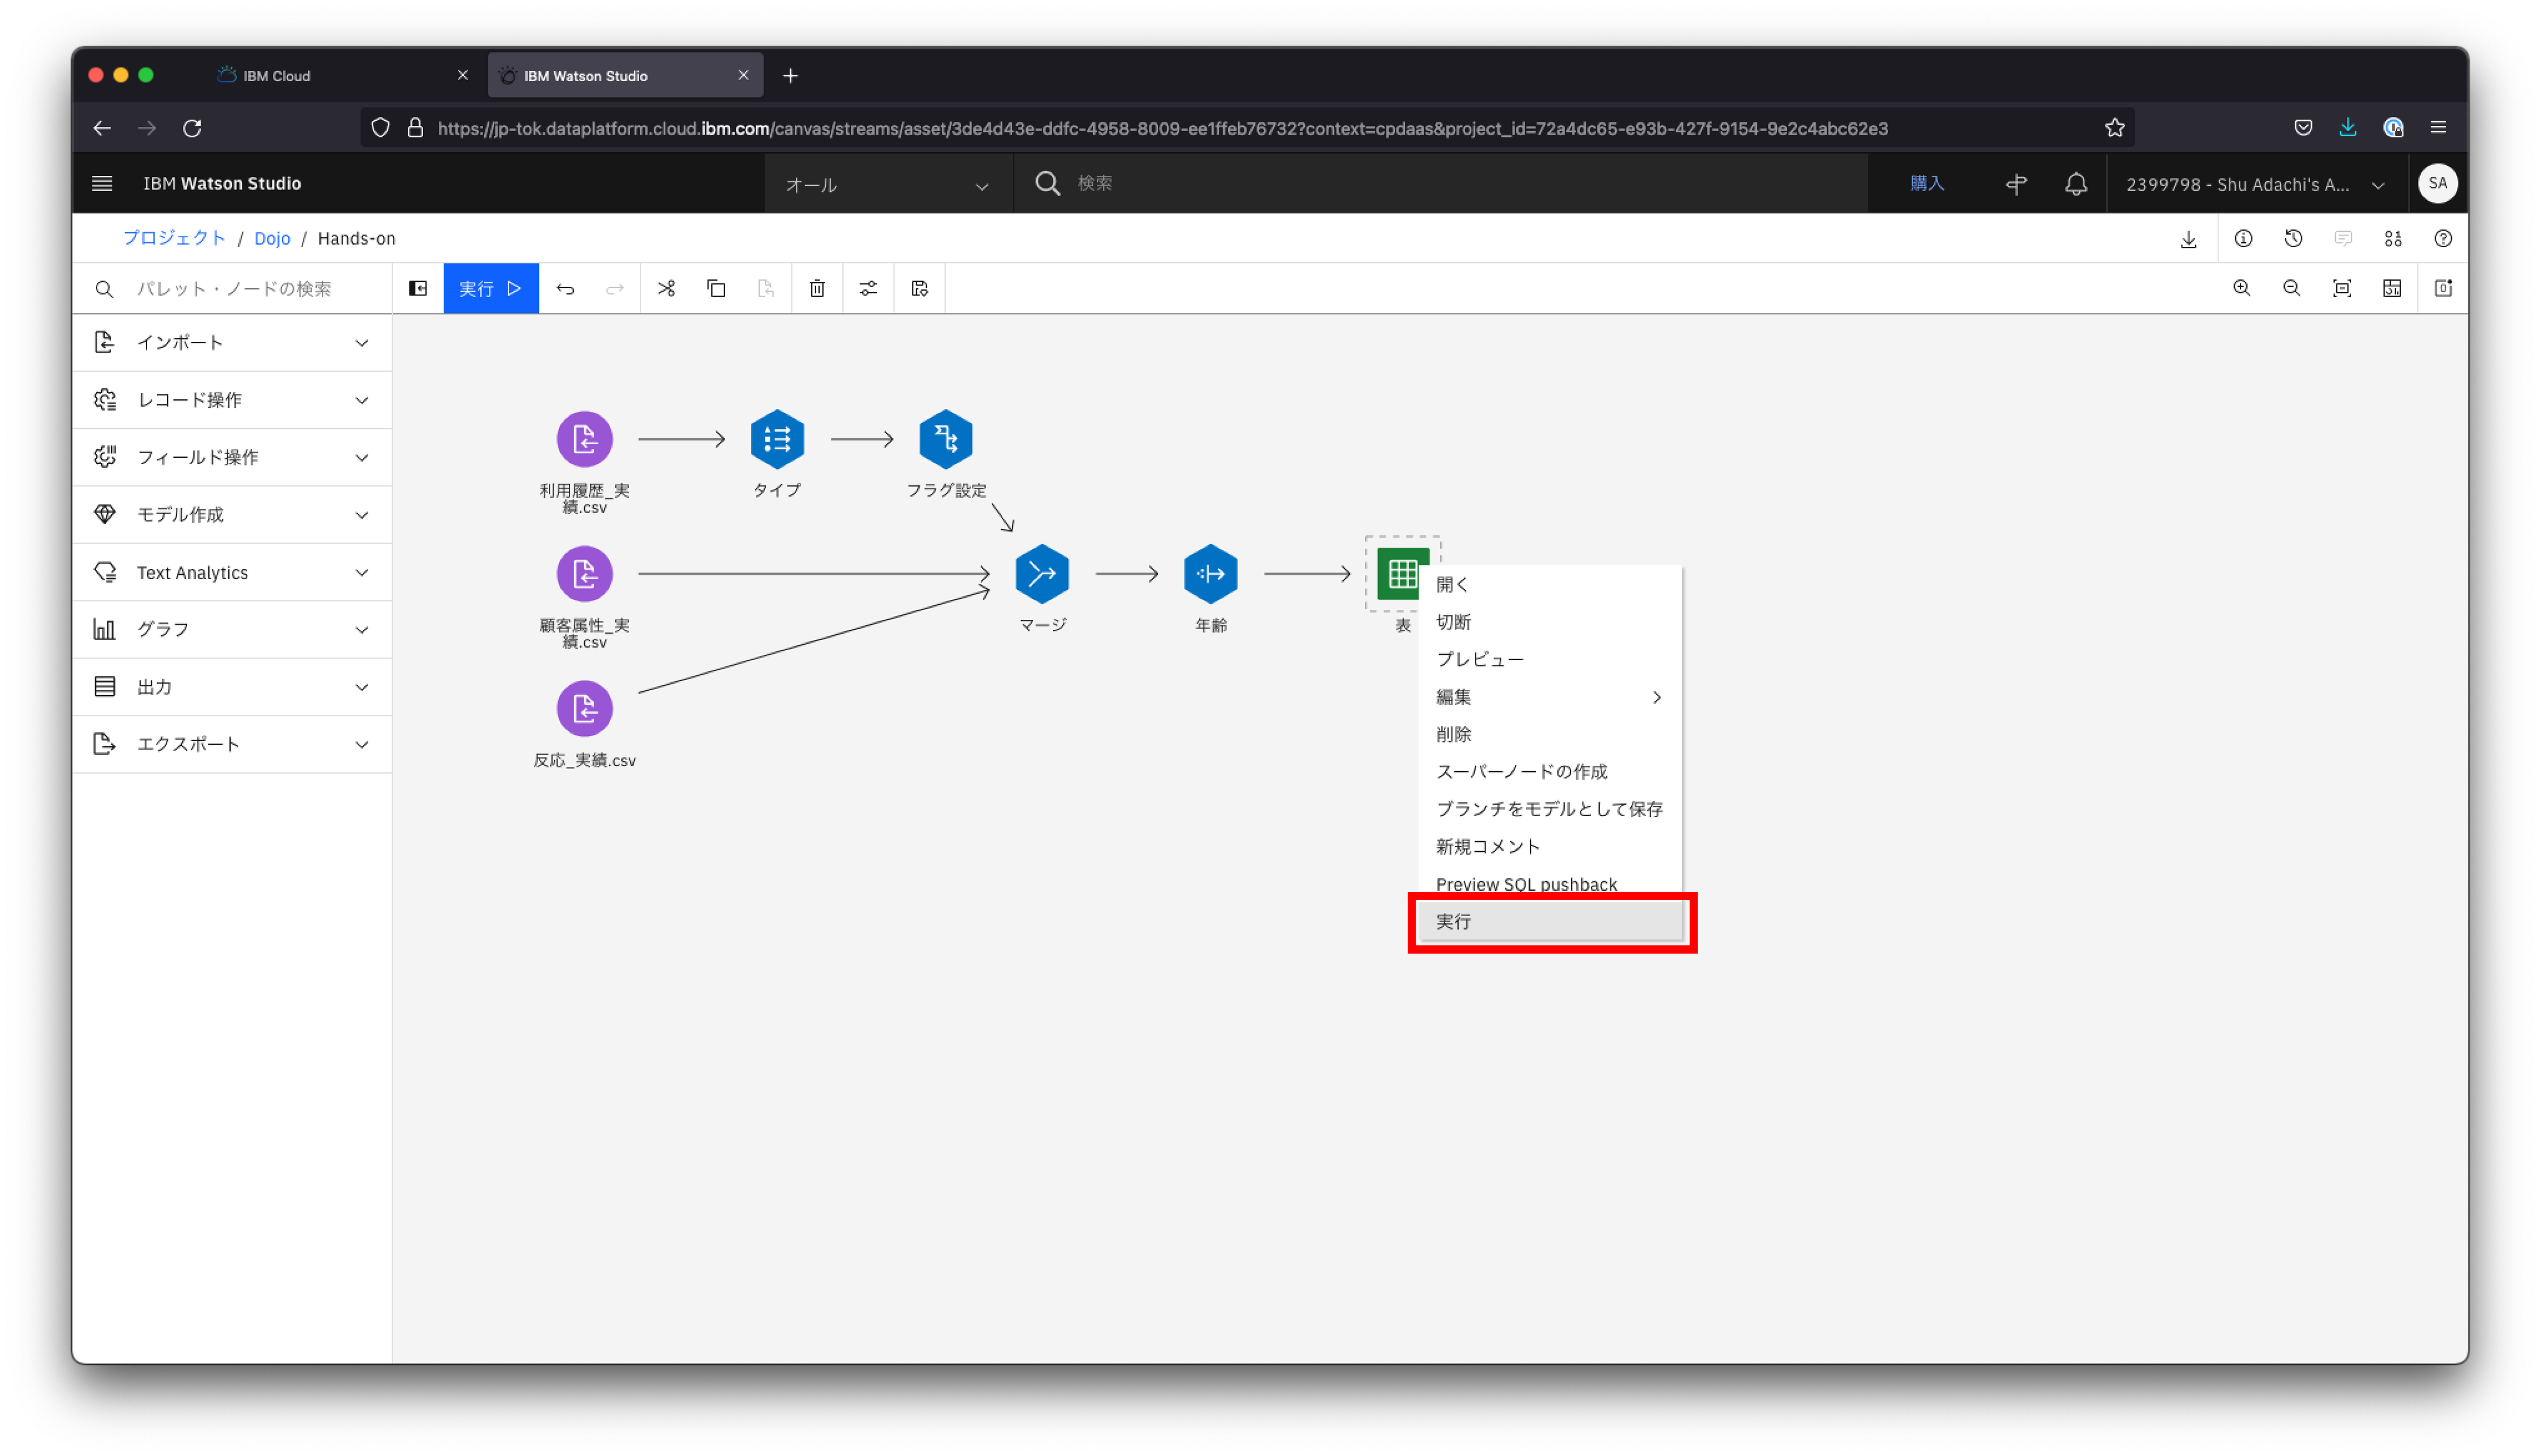 IBM Cloud
IBM Watson Studio
https://jp-tok.dataplatform.cloud.ibm.com/canvas/streams/asset/3de4d43e-ddfc-4958-8009-ee1ffeb76732?context=cpdaas&project_id=72a4dc65-e93b-427f-9154-9e2c4abc62e3
IBM Watson Studio
オール
検索
購入
2399798 - Shu Adachi's A...
SA
プロジェクト / Dojo / Hands-on
パレット・ノードの検索
実行
インポート
レコード操作
フィールド操作
モデル作成
Text Analytics
グラフ
出力
エクスポート
利用履歴_実
績.csv
タイプ
フラグ設定
顧客属性_実
績.csv
マージ
年齢
表
反応_実績.csv
開く
切断
プレビュー
編集
削除
スーパーノードの作成
ブランチをモデルとして保存
新規コメント
Preview SQL pushback
実行